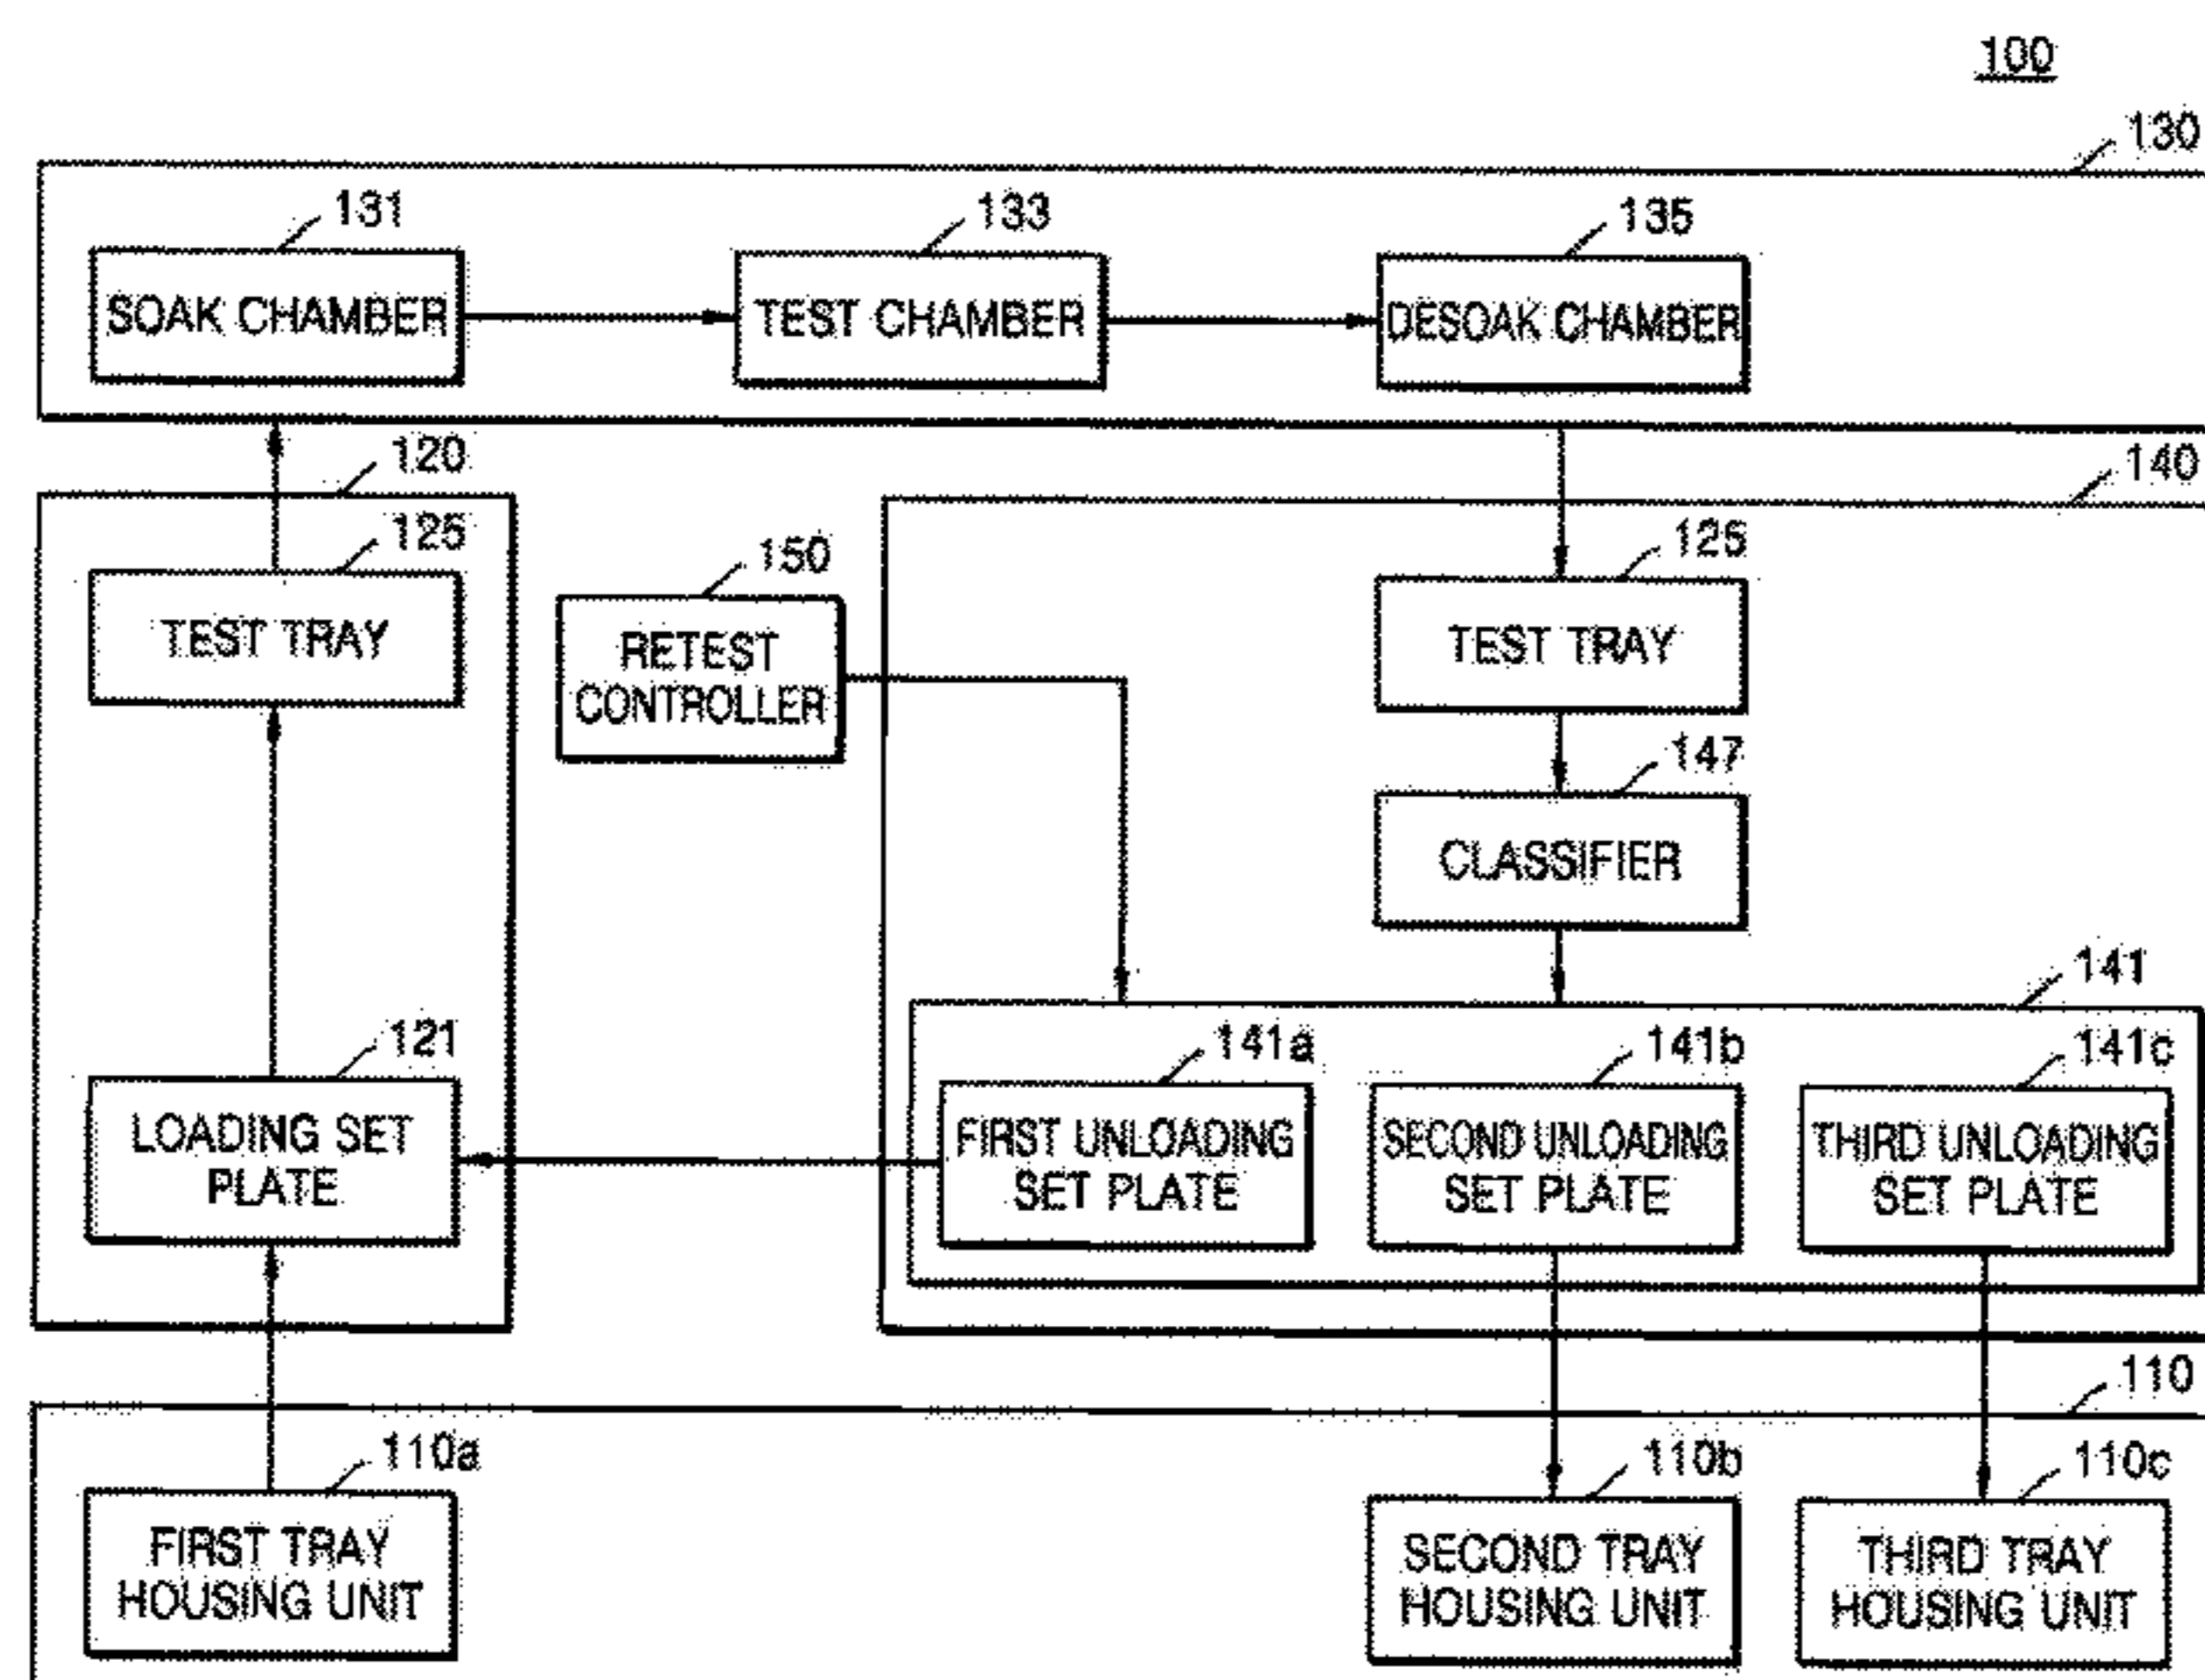 100
130
131
133
135
SOAK CHAMBER
TEST CHAMBER
DESOAK CHAMBER
120
140
125
125
150
TEST TRAY
RETEST
CONTROLLER
TEST TRAY
147
CLASSIFIER
141
121
141a
141b
141c
LOADING SET
PLATE
FIRST UNLOADING
SET PLATE
SECOND UNLOADING
SET PLATE
THIRD UNLOADING
SET PLATE
110
110a
110b
110c
FIRST TRAY
HOUSING UNIT
SECOND TRAY
HOUSING UNIT
THIRD TRAY
HOUSING UNIT